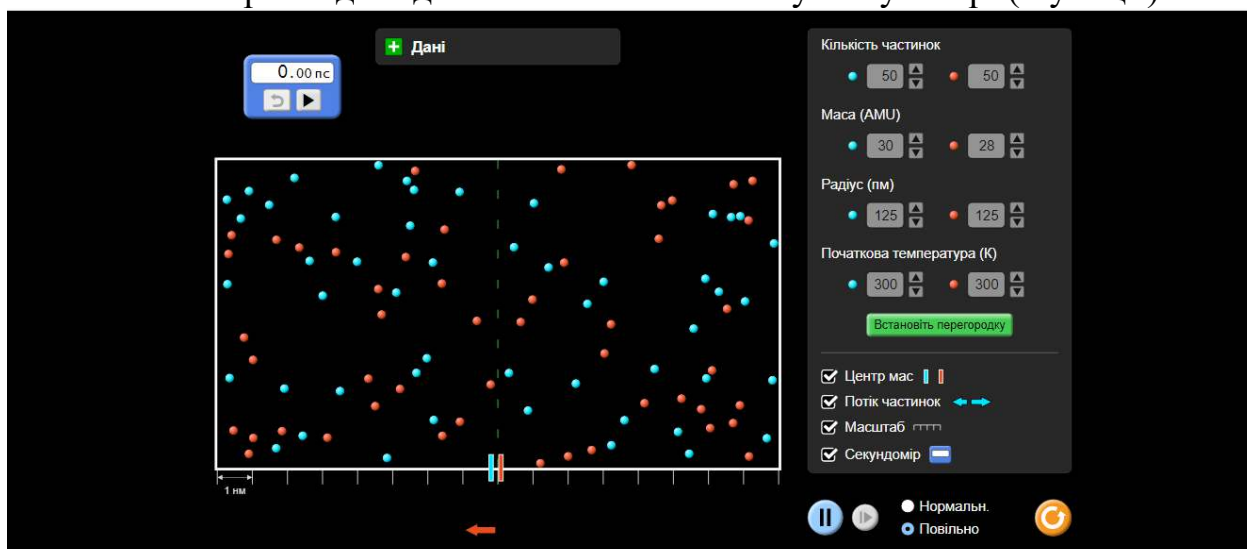 Дані
0.00 пс
Кількість частинок
50 50
Маса (AMU)
30 28
Радіус (пм)
125 125
Початкова температура (К)
300 300
Встановіть перегородку
Центр мас
Потік частинок
Масштаб
Секундомір
1 нм
Нормальн.
Повільно